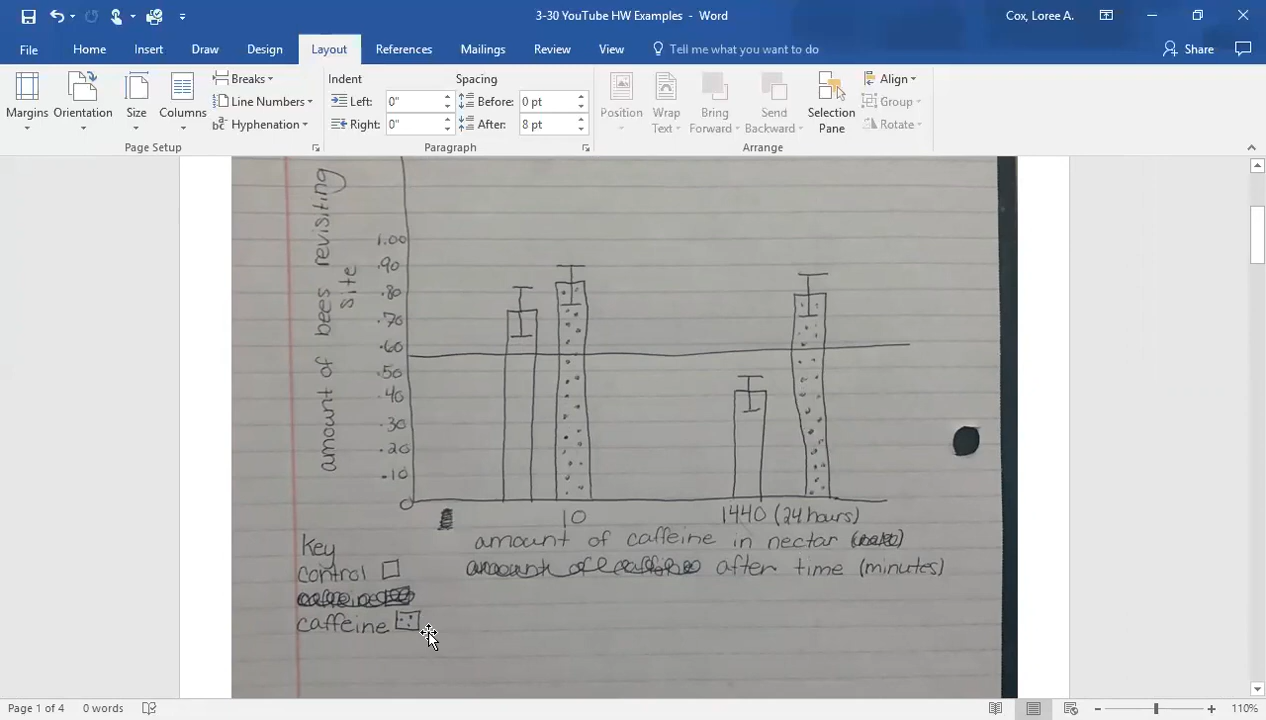 3-30 YouTube HW Examples - Word
Cox, Loree A.
File Home Insert Draw Design Layout References Mailings Review View Tell me what you want to do Share
Margins
Orientation
Size
Columns
Breaks
Line Numbers
Hyphenation
Page Setup
Indent
Left: 0"
Right: 0"
Spacing
Before: 0 pt
After: 8 pt
Paragraph
Position
Wrap
Text
Bring
Forward
Send
Backward
Selection
Pane
Align
Group
Rotate
Arrange
amount of bees revisiting
site
1.00
.90
.80
.70
.60
.50
.40
.30
.20
.10
0
10 1440 (24 hours)
amount of caffeine in nectar
after time (minutes)
Key
control
caffeine
Page 1 of 4 0 words 110%